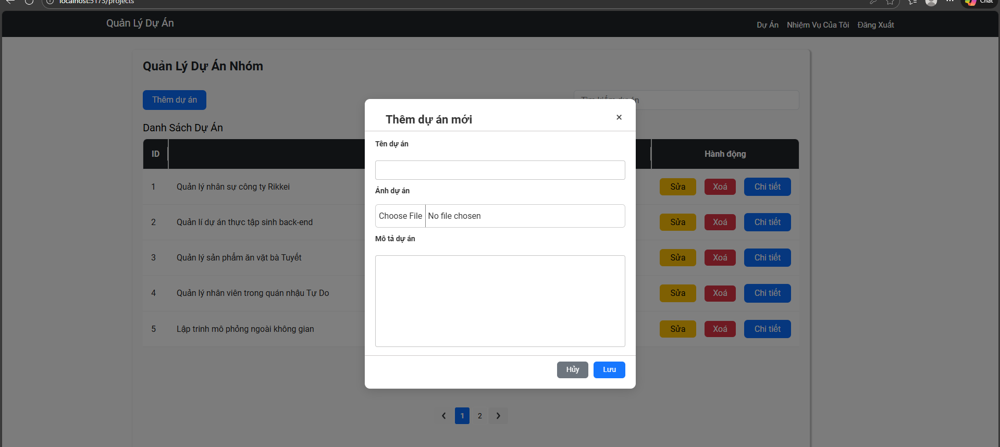 localhost:5173/projects
Chat
Quản Lý Dự Án
Dự Án Nhiệm Vụ Của Tôi Đăng Xuất
Quản Lý Dự Án Nhóm
Thêm dự án
Danh Sách Dự Án
ID Hành động
1 Quản lý nhân sự công ty Rikkei Sửa Xoá Chi tiết
2 Quản lí dự án thực tập sinh back-end Sửa Xoá Chi tiết
3 Quản lý sản phẩm ăn vặt bà Tuyết Sửa Xoá Chi tiết
4 Quản lý nhân viên trong quán nhậu Tự Do Sửa Xoá Chi tiết
5 Lập trinh mô phỏng ngoài không gian Sửa Xoá Chi tiết
1 2
Thêm dự án mới ×
Tên dự án
Ảnh dự án
Choose File No file chosen
Mô tả dự án
Hủy Lưu